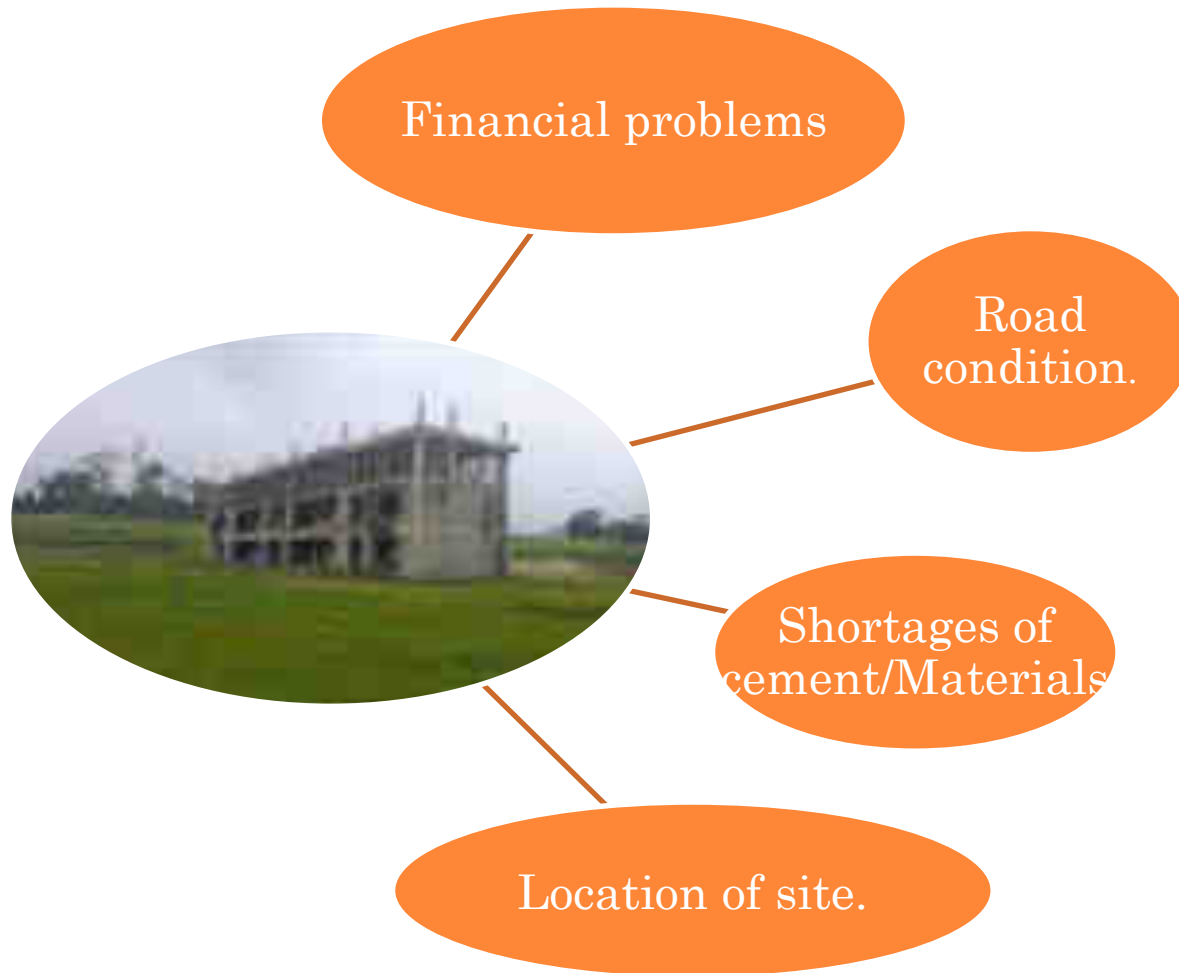 Financial problems
Road
condition.
Shortages of
cement/Materials
Location of site.